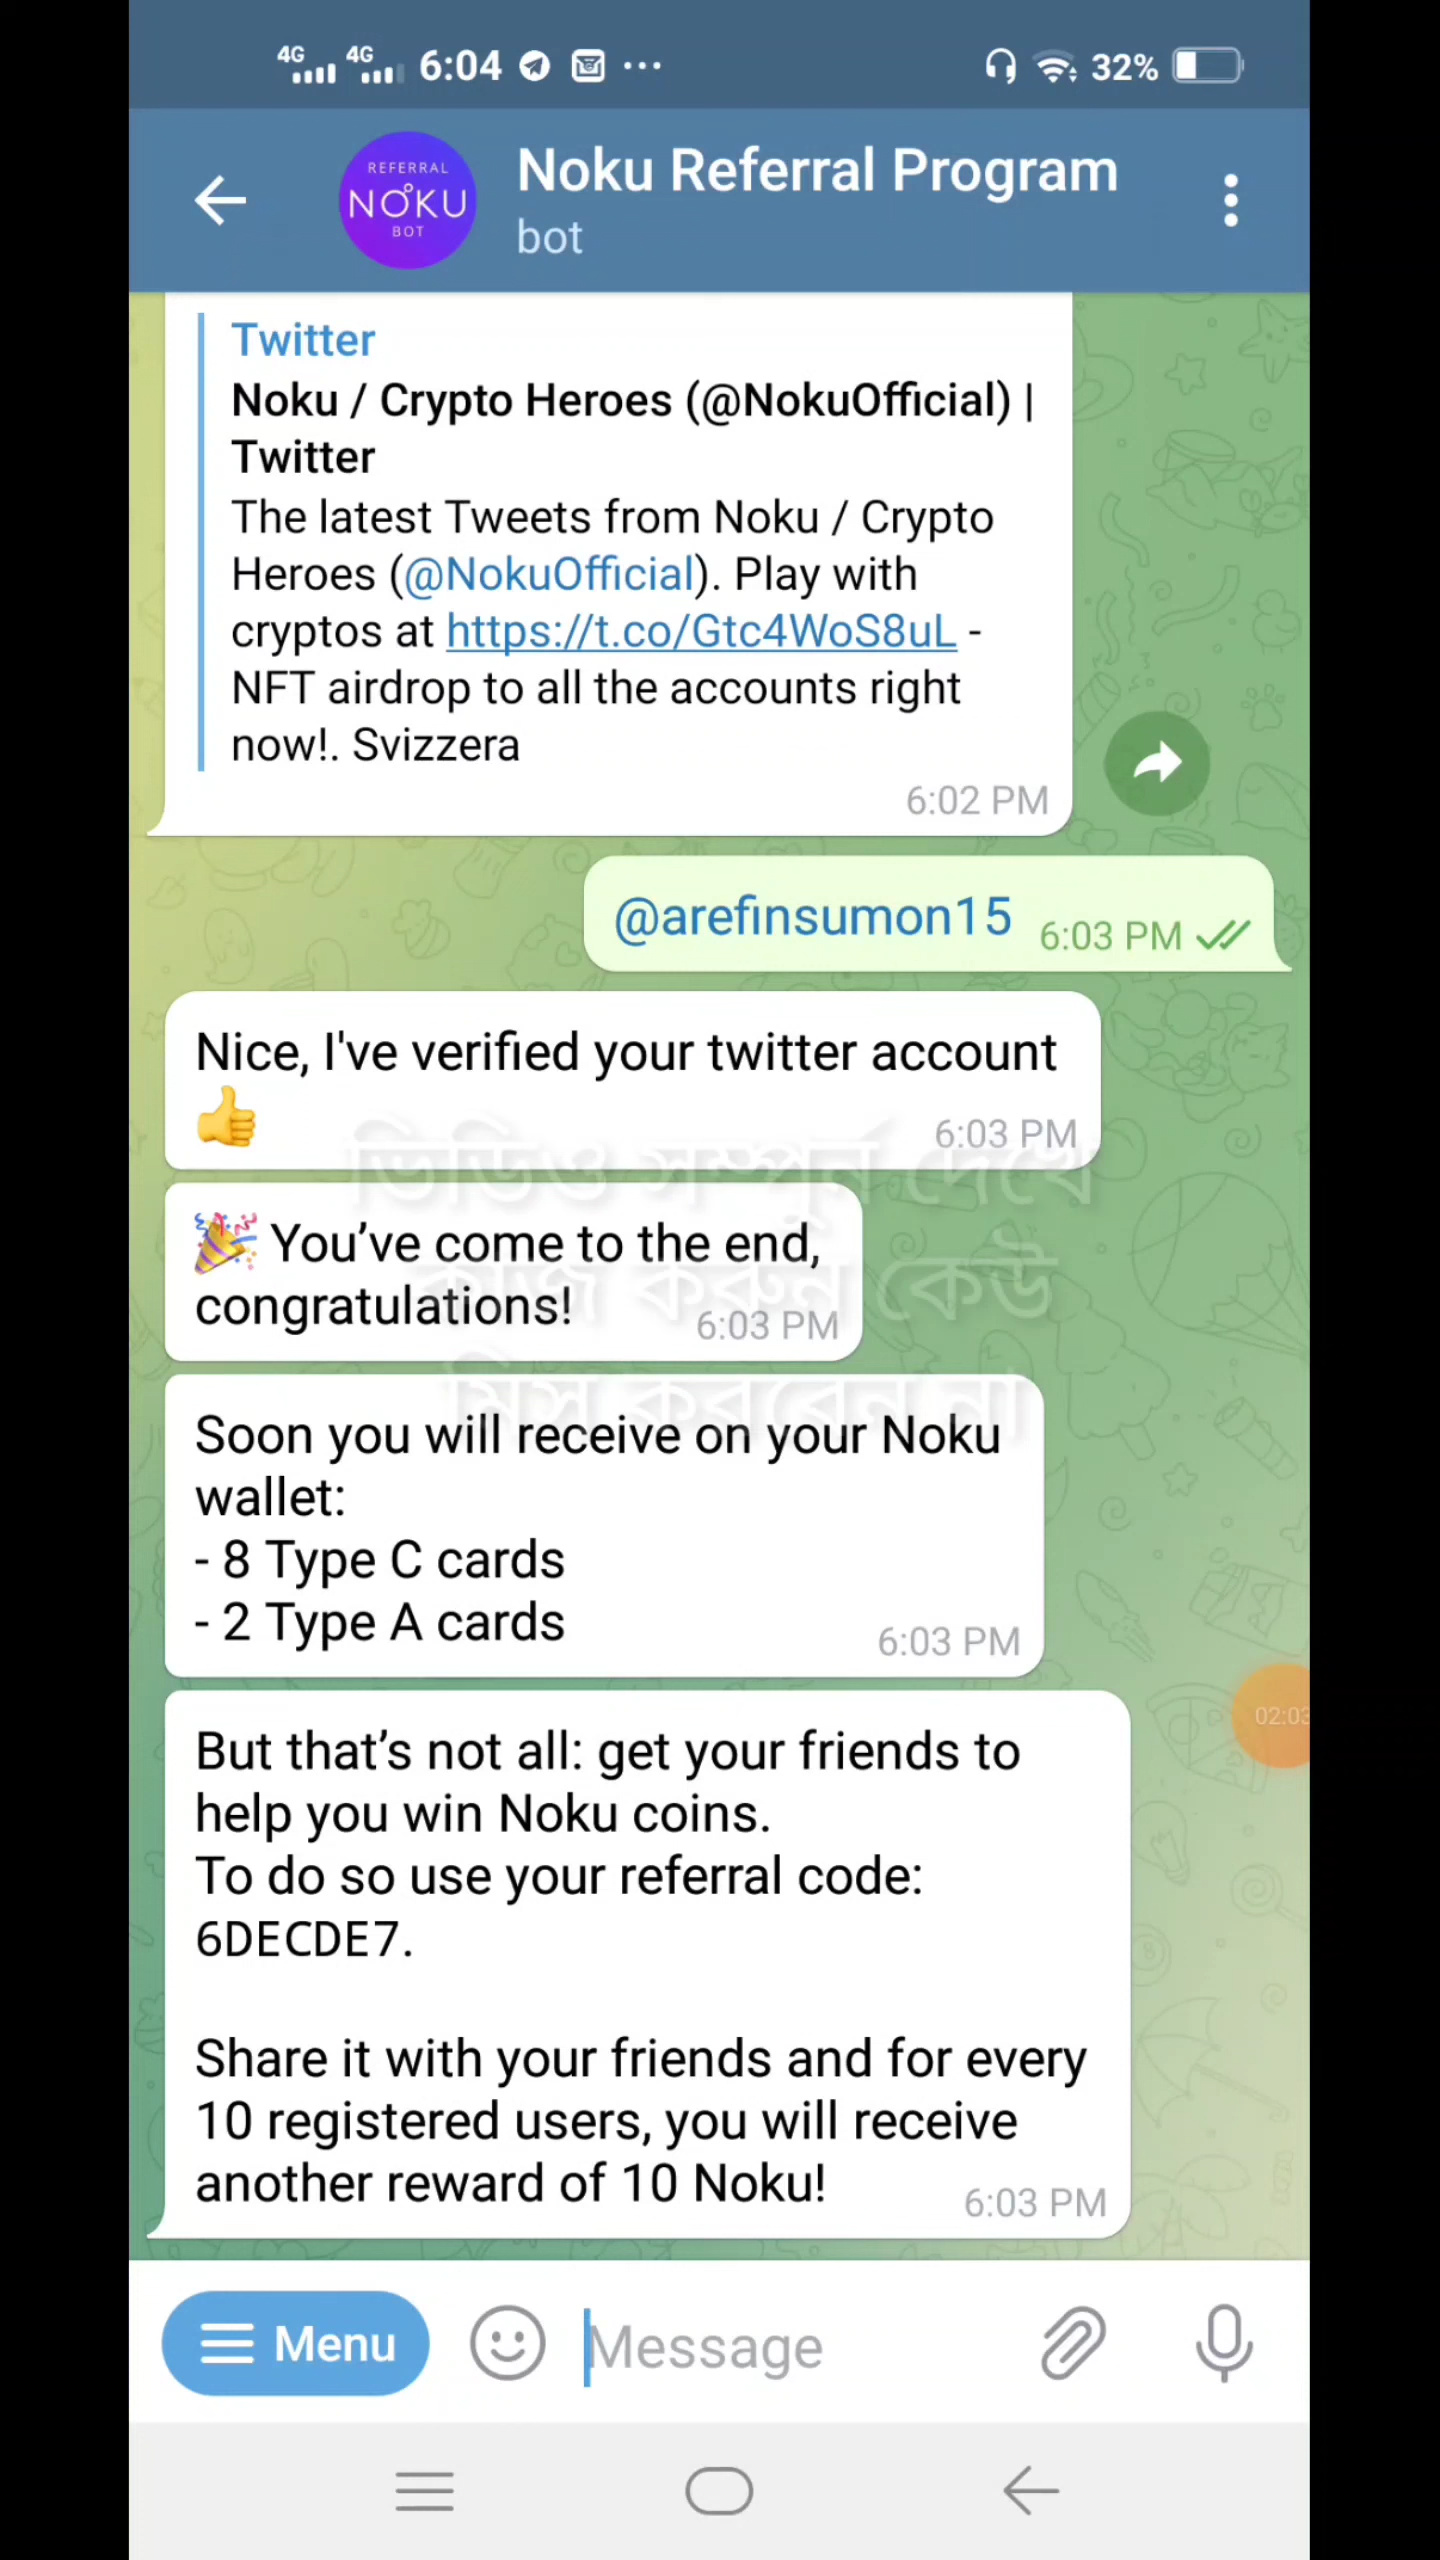 4G 4G 6:04 32%
REFERRAL
NOKU
BOT
Noku Referral Program
bot
Twitter
Noku / Crypto Heroes (@NokuOfficial) |
Twitter
The latest Tweets from Noku / Crypto
Heroes (@NokuOfficial). Play with
cryptos at https://t.co/Gtc4WoS8uL -
NFT airdrop to all the accounts right
now!. Svizzera
6:02 PM
@arefinsumon15 6:03 PM
Nice, I've verified your twitter account
👍 6:03 PM
ভিডিও সম্পূর্ন দেখে
🎉 You’ve come to the end,
congratulations! 6:03 PM
কাজ করুন কেউ
মিস করবেন না
Soon you will receive on your Noku
wallet:
- 8 Type C cards
- 2 Type A cards
6:03 PM
02:03
But that’s not all: get your friends to
help you win Noku coins.
To do so use your referral code:
6DECDE7.
Share it with your friends and for every
10 registered users, you will receive
another reward of 10 Noku!
6:03 PM
Menu Message